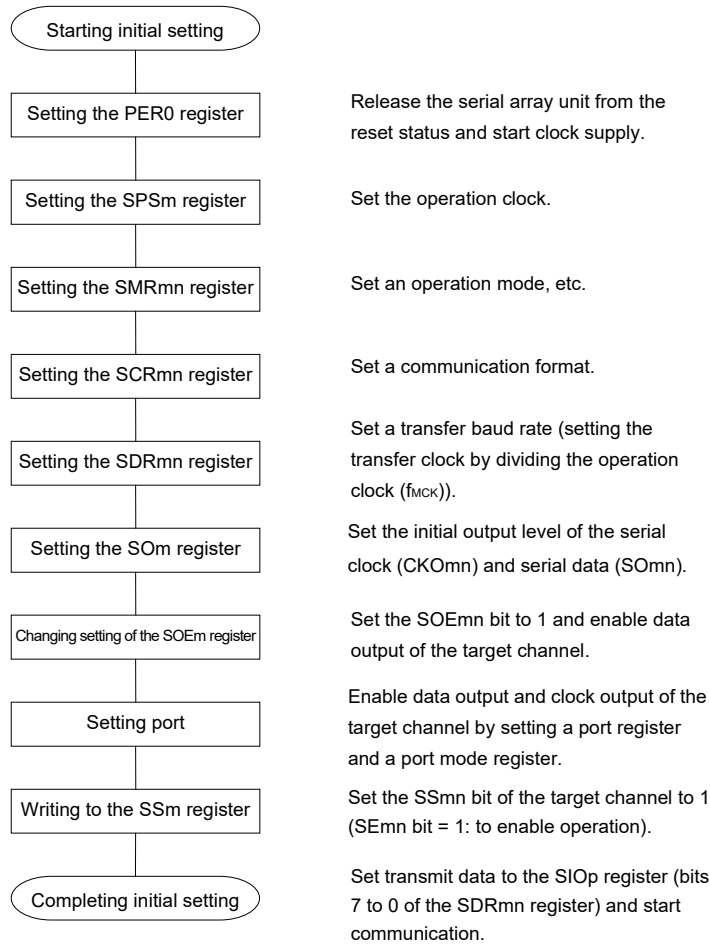 Starting initial setting
Setting the PER0 register
Release the serial array unit from the
reset status and start clock supply.
Setting the SPSm register
Set the operation clock.
Setting the SMRmn register
Set an operation mode, etc.
Setting the SCRmn register
Set a communication format.
Setting the SDRmn register
Set a transfer baud rate (setting the
transfer clock by dividing the operation
clock (fMCK)).
Setting the SOm register
Set the initial output level of the serial
clock (CKOmn) and serial data (SOmn).
Changing setting of the SOEm register
Set the SOEmn bit to 1 and enable data
output of the target channel.
Setting port
Enable data output and clock output of the
target channel by setting a port register
and a port mode register.
Writing to the SSm register
Set the SSmn bit of the target channel to 1
(SEmn bit = 1: to enable operation).
Completing initial setting
Set transmit data to the SIOp register (bits
7 to 0 of the SDRmn register) and start
communication.